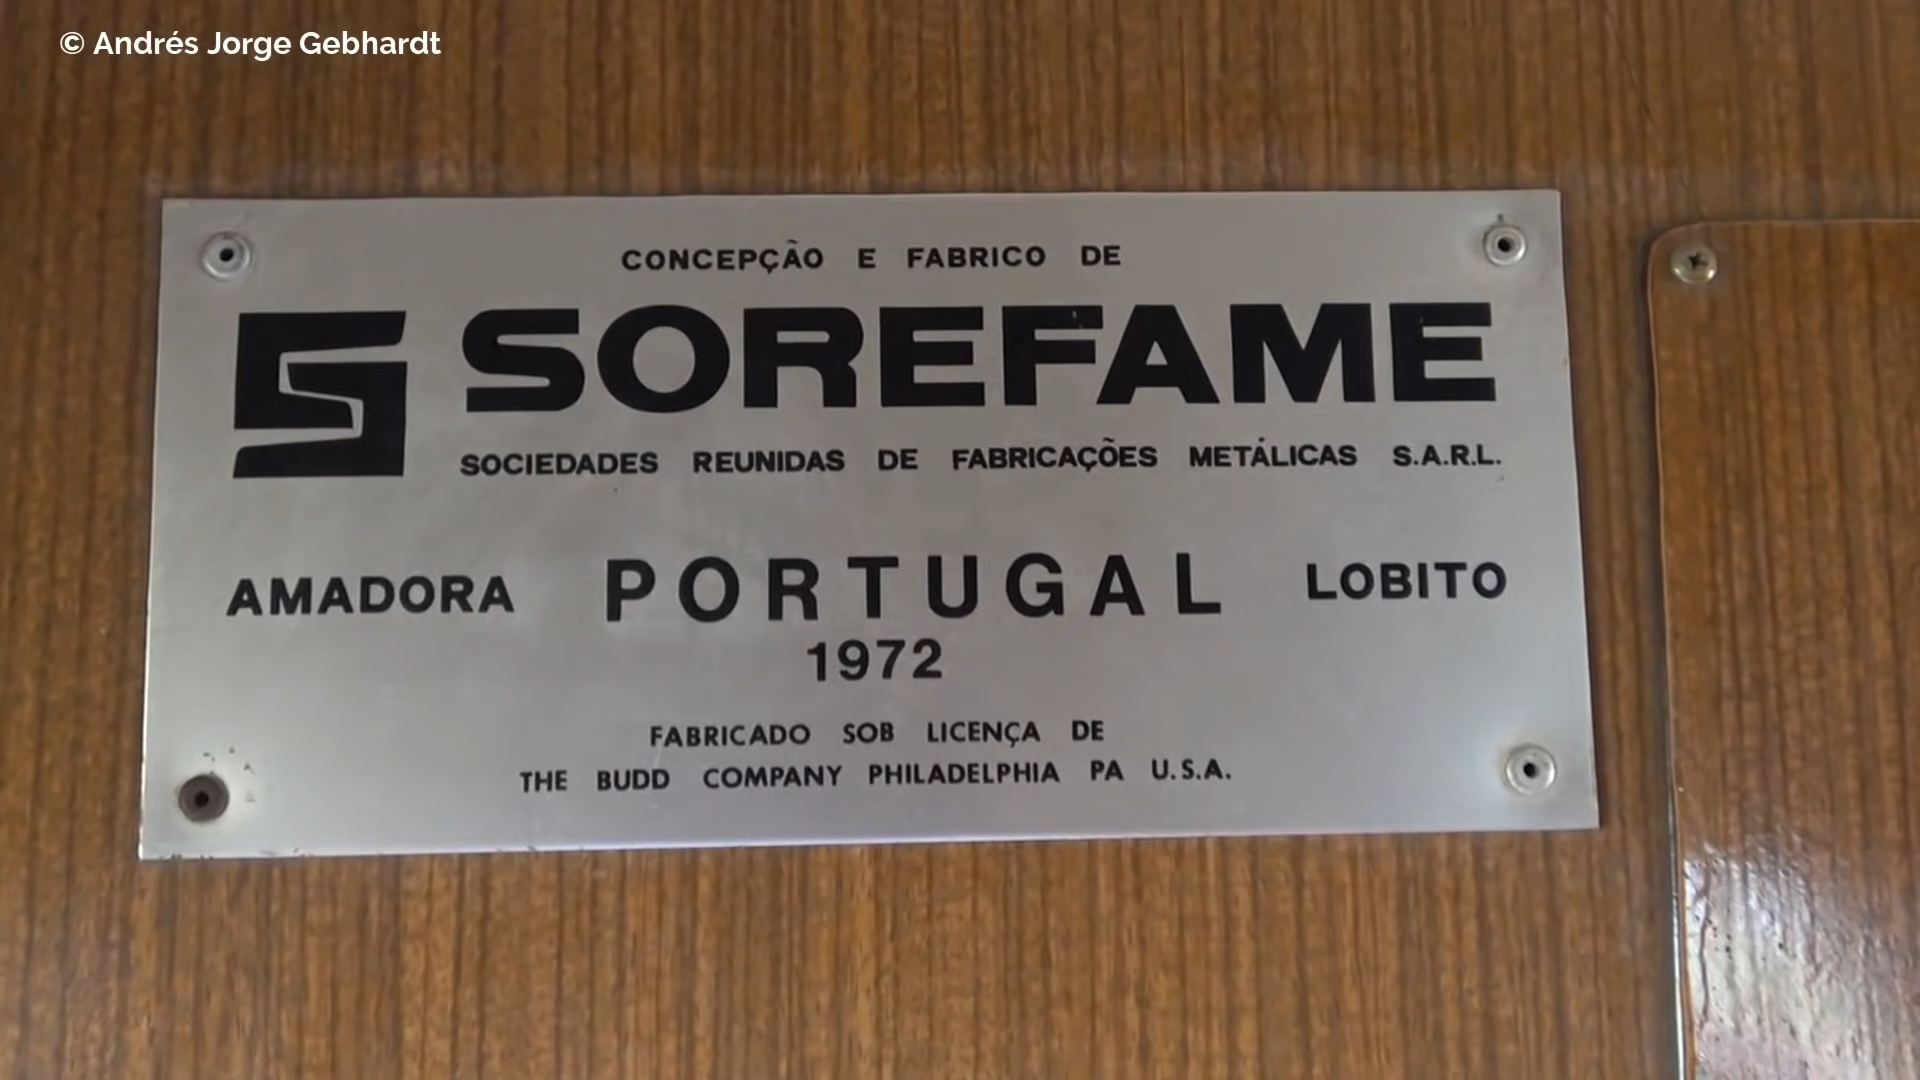 © Andrés Jorge Gebhardt
CONCEPÇÃO E FABRICO DE
SOREFAME
SOCIEDADES REUNIDAS DE FABRICAÇÕES METÁLICAS S.A.R.L.
AMADORA PORTUGAL LOBITO
1972
FABRICADO SOB LICENÇA DE
THE BUDD COMPANY PHILADELPHIA PA U.S.A.